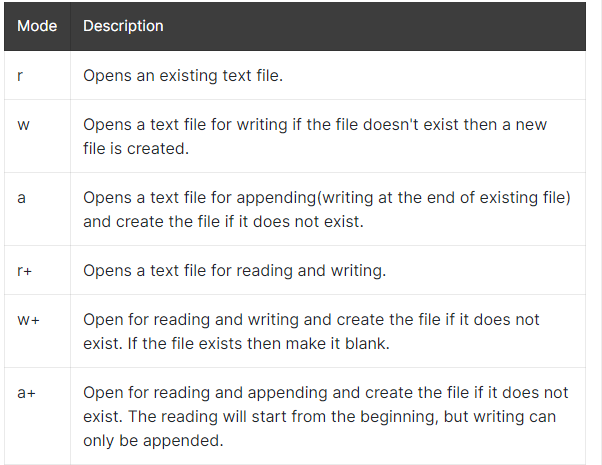 Mode Description
r Opens an existing text file.
w Opens a text file for writing if the file doesn't exist then a new
file is created.
a Opens a text file for appending(writing at the end of existing file)
and create the file if it does not exist.
r+ Opens a text file for reading and writing.
w+ Open for reading and writing and create the file if it does not
exist. If the file exists then make it blank.
a+ Open for reading and appending and create the file if it does not
exist. The reading will start from the beginning, but writing can
only be appended.